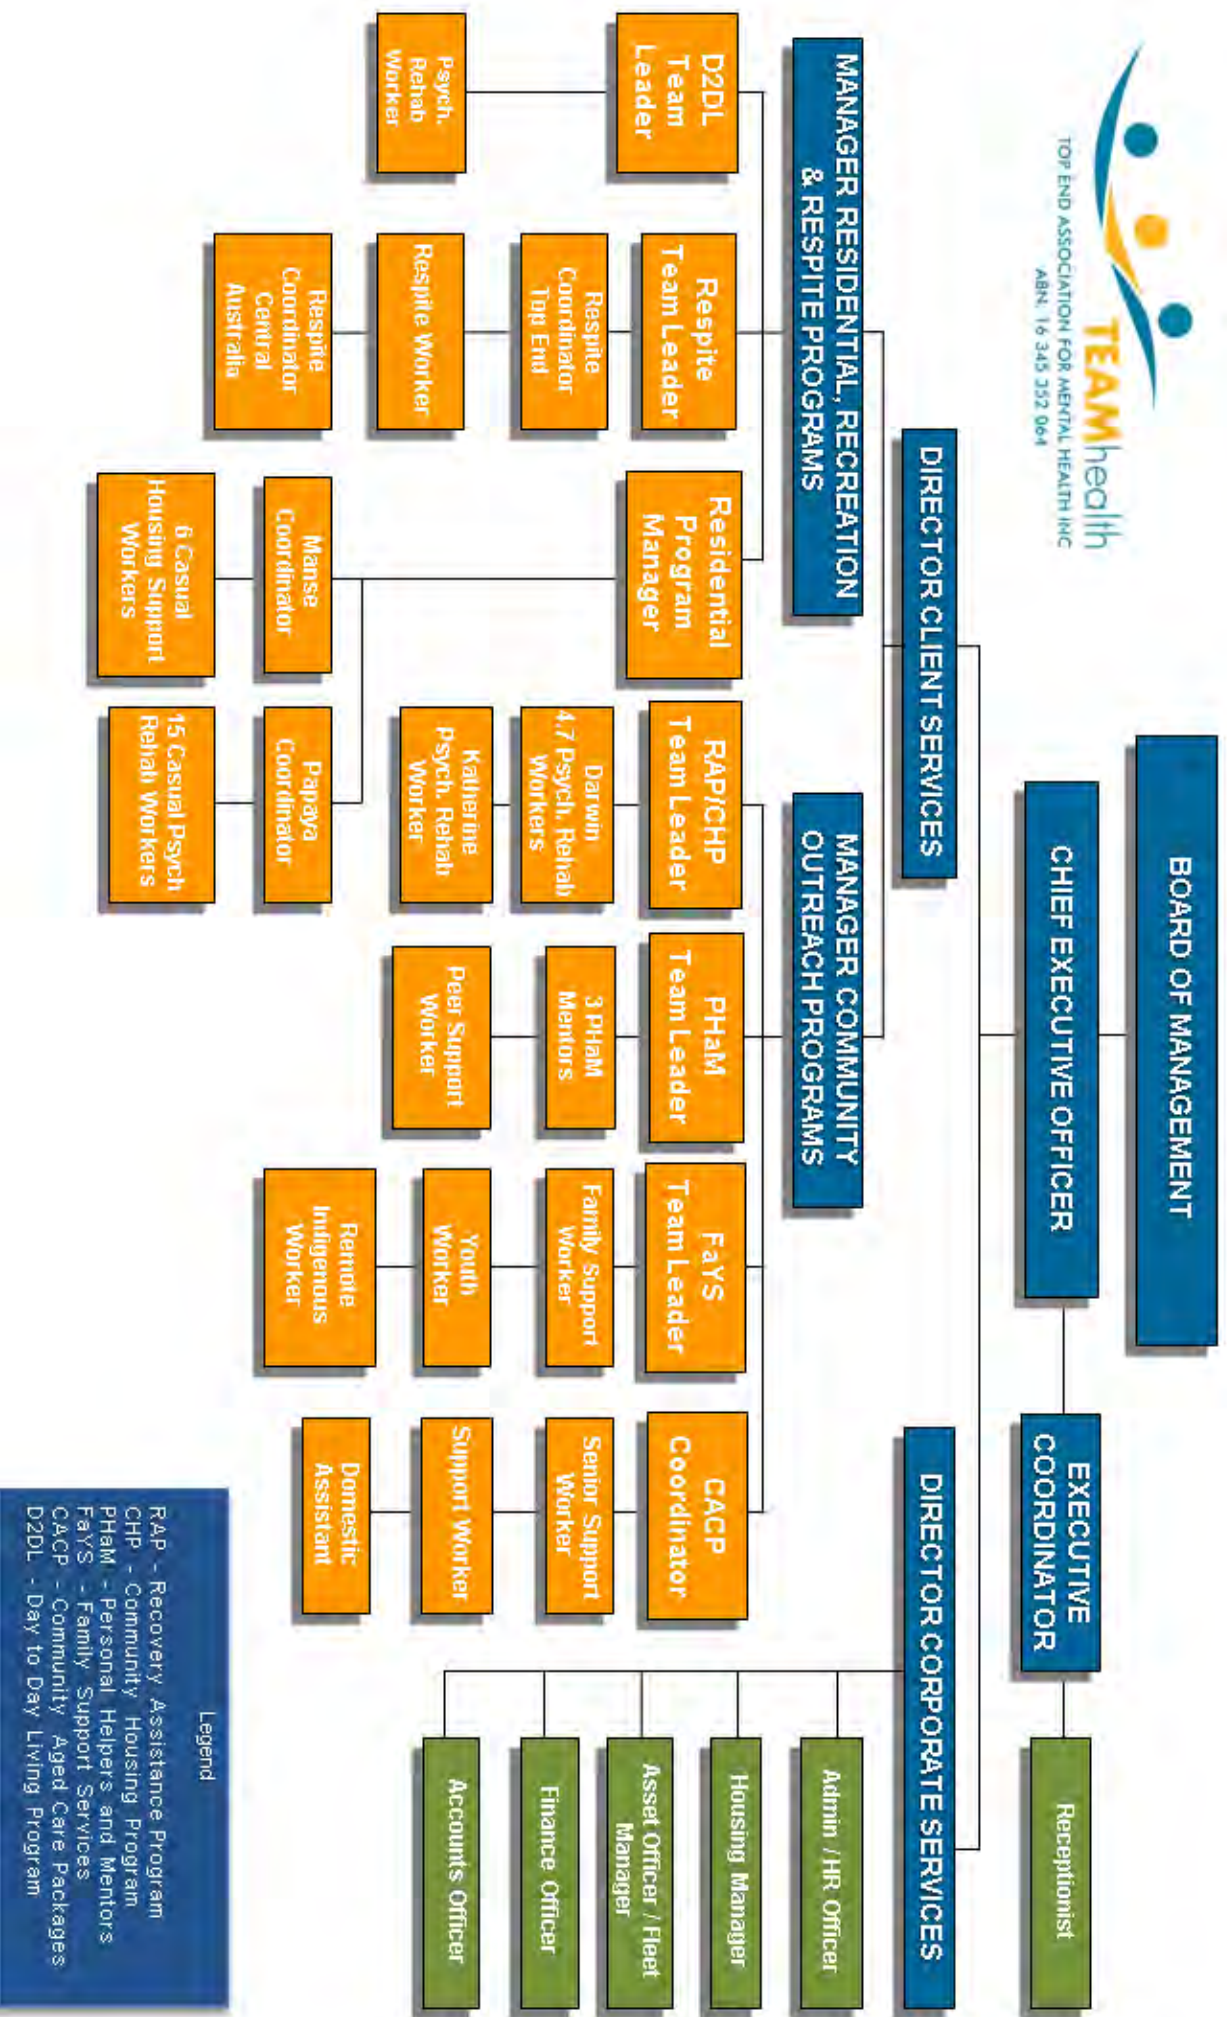 TEAMhealth
TOP END ASSOCIATION FOR MENTAL HEALTH INC
ABN. 16 345 352 064
BOARD OF MANAGEMENT
CHIEF EXECUTIVE OFFICER
EXECUTIVE
COORDINATOR
Receptionist
DIRECTOR CLIENT SERVICES
DIRECTOR CORPORATE SERVICES
MANAGER RESIDENTIAL, RECREATION
& RESPITE PROGRAMS
MANAGER COMMUNITY
OUTREACH PROGRAMS
Admin / HR Officer
Housing Manager
Asset Officer / Fleet
Manager
Finance Officer
Accounts Officer
D2DL
Team
Leader
Psych.
Rehab
Worker
Respite
Team Leader
Respite
Coordinator
Top End
Respite Worker
Respite
Coordinator
Central
Australia
Residential
Program
Manager
Manse
Coordinator
6 Casual
Housing Support
Workers
Papaya
Coordinator
15 Casual Psych
Rehab Workers
RAP/CHP
Team Leader
Darwin
4.7 Psych. Rehab
Workers
Katherine
Psych. Rehab
Worker
PHaM
Team Leader
3 PHaM
Mentors
Peer Support
Worker
FaYS
Team Leader
Family Support
Worker
Youth
Worker
Remote
Indigenous
Worker
CACP
Coordinator
Senior Support
Worker
Support Worker
Domestic
Assistant
Legend
RAP - Recovery Assistance Program
CHP - Community Housing Program
PHaM - Personal Helpers and Mentors
FaYS - Family Support Services
CACP - Community Aged Care Packages
D2DL - Day to Day Living Program